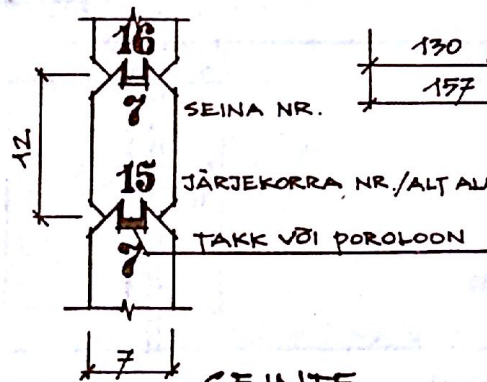 16
130
157
7
SEINA NR.
12
15
JÄRJEKORRA NR./ALT
TAKK VÕI POROLOON
7
7